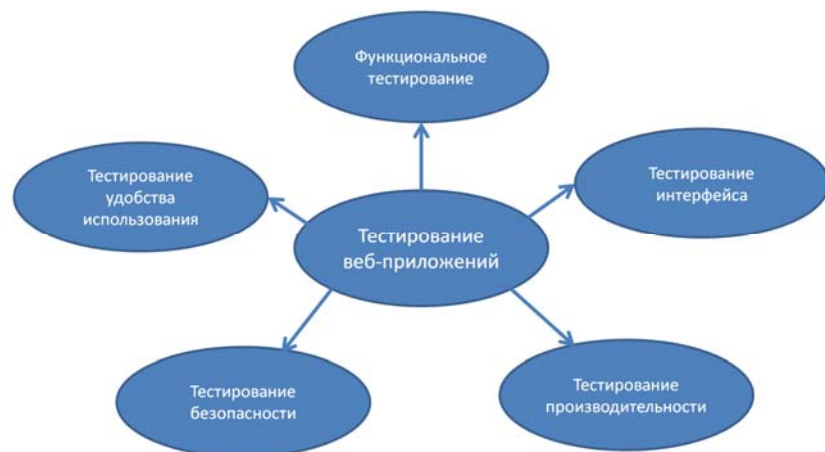 Функциональное
тестирование
Тестирование
удобства
использования
Тестирование
интерфейса
Тестирование
веб-приложений
Тестирование
безопасности
Тестирование
производительности